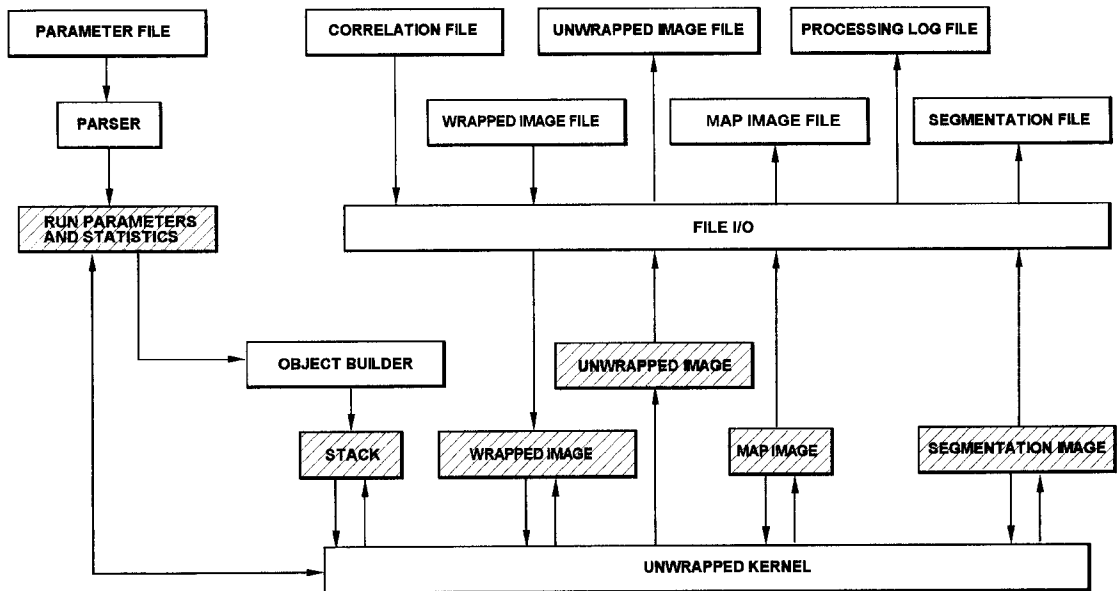 PARAMETER FILE
CORRELATION FILE
UNWRAPPED IMAGE FILE
PROCESSING LOG FILE
PARSER
WRAPPED IMAGE FILE
MAP IMAGE FILE
SEGMENTATION FILE
RUN PARAMETERS
AND STATISTICS
FILE I/O
OBJECT BUILDER
UNWRAPPED IMAGE
STACK
WRAPPED IMAGE
MAP IMAGE
SEGMENTATION IMAGE
UNWRAPPED KERNEL